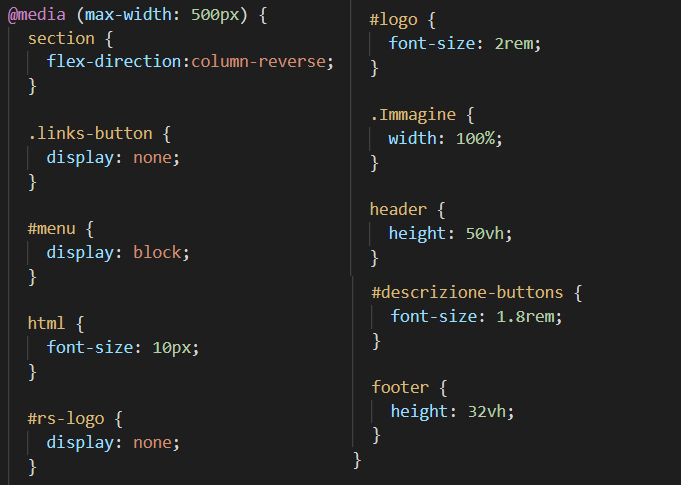 @media (max-width: 500px) {
section {
flex-direction:column-reverse;
}
.links-button {
display: none;
}
#menu {
display: block;
}
html {
font-size: 10px;
}
#rs-logo {
display: none;
}
#logo {
font-size: 2rem;
}
.Immagine {
width: 100%;
}
header {
height: 50vh;
}
#descrizione-buttons {
font-size: 1.8rem;
}
footer {
height: 32vh;
}
}